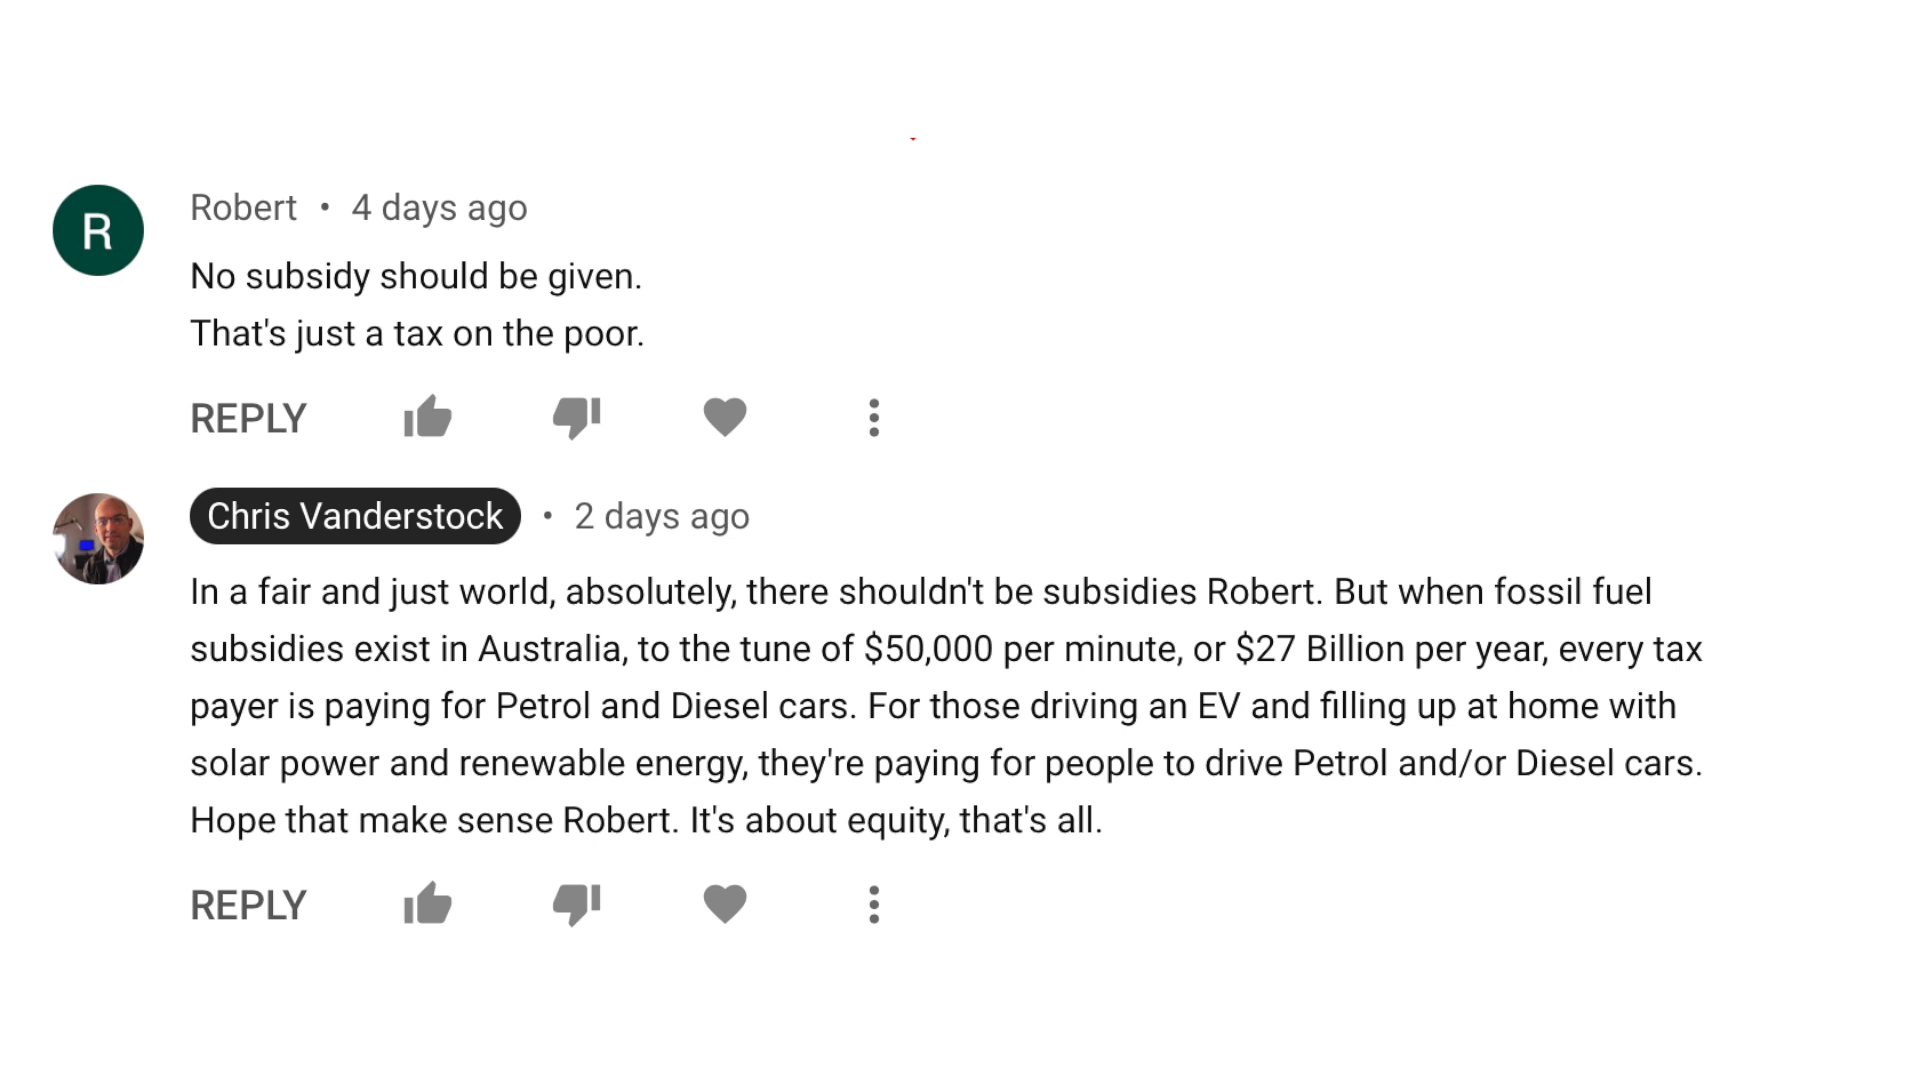 R
Robert • 4 days ago
No subsidy should be given.
That's just a tax on the poor.
REPLY
Chris Vanderstock • 2 days ago
In a fair and just world, absolutely, there shouldn't be subsidies Robert. But when fossil fuel
subsidies exist in Australia, to the tune of $50,000 per minute, or $27 Billion per year, every tax
payer is paying for Petrol and Diesel cars. For those driving an EV and filling up at home with
solar power and renewable energy, they're paying for people to drive Petrol and/or Diesel cars.
Hope that make sense Robert. It's about equity, that's all.
REPLY